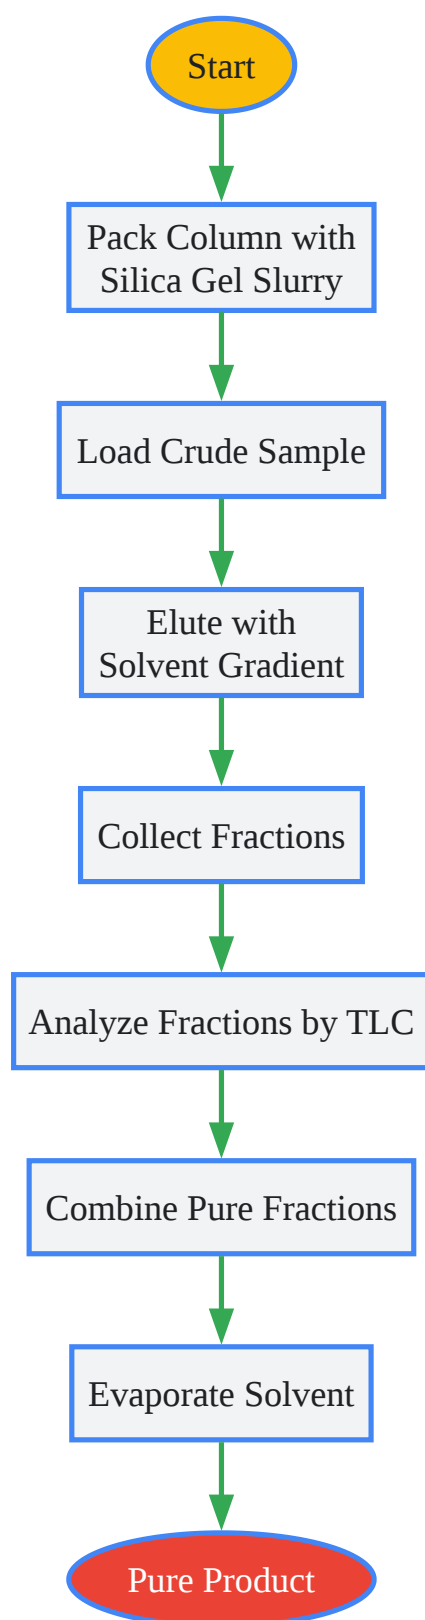 Start
Pack Column with
Silica Gel Slurry
Load Crude Sample
Elute with
Solvent Gradient
Collect Fractions
Analyze Fractions by TLC
Combine Pure Fractions
Evaporate Solvent
Pure Product